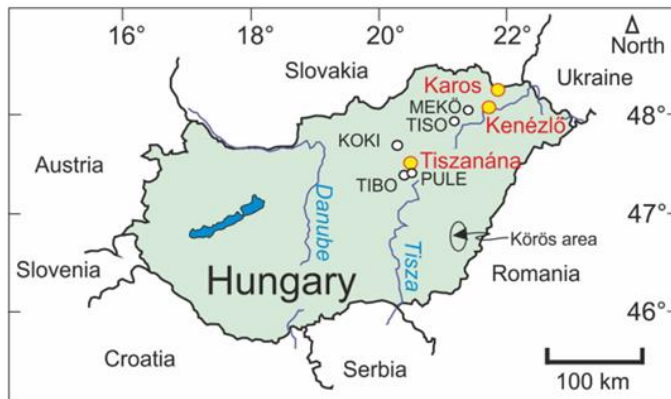 16° 18° 20° 22°
North
Slovakia
Ukraine
Karos
MEKÖ
TISO
48°
Kenézlő
KOKI
Austria
Tiszanána
TIBO PULE
Danube
Tisza
47°
Körös area
Slovenia
Hungary
Romania
46°
Croatia
Serbia
100 km